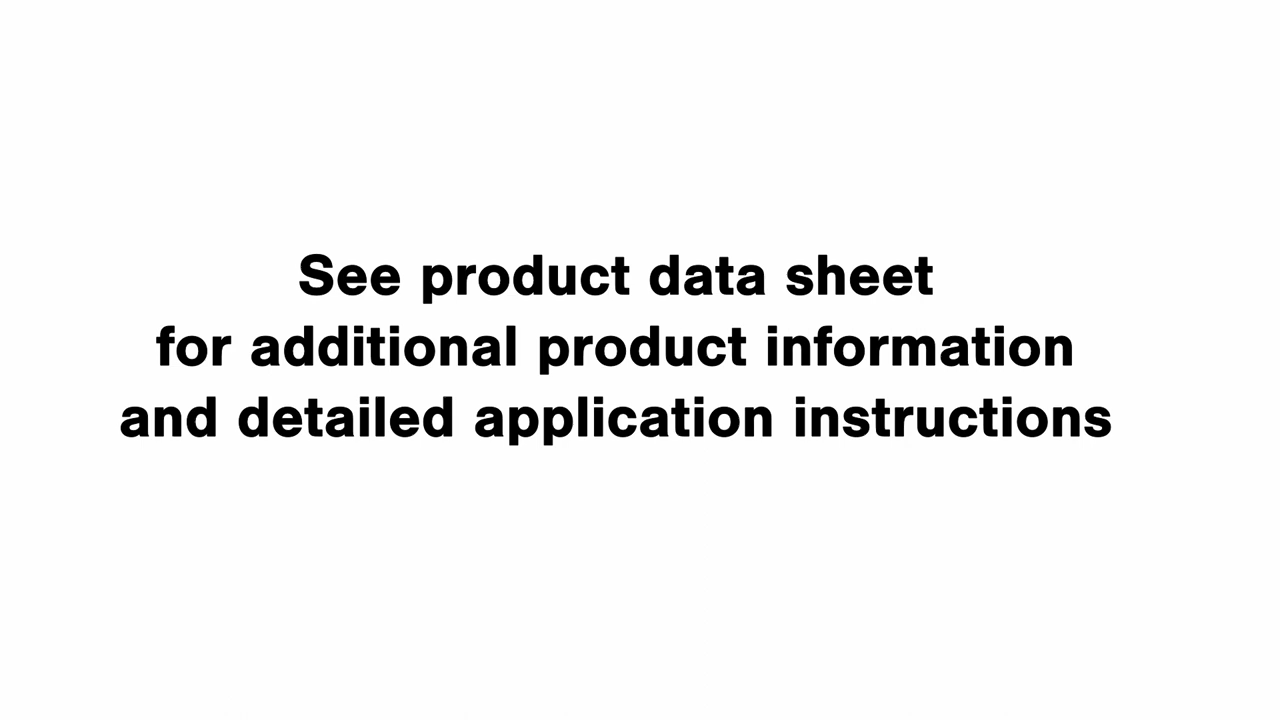 See product data sheet
for additional product information
and detailed application instructions